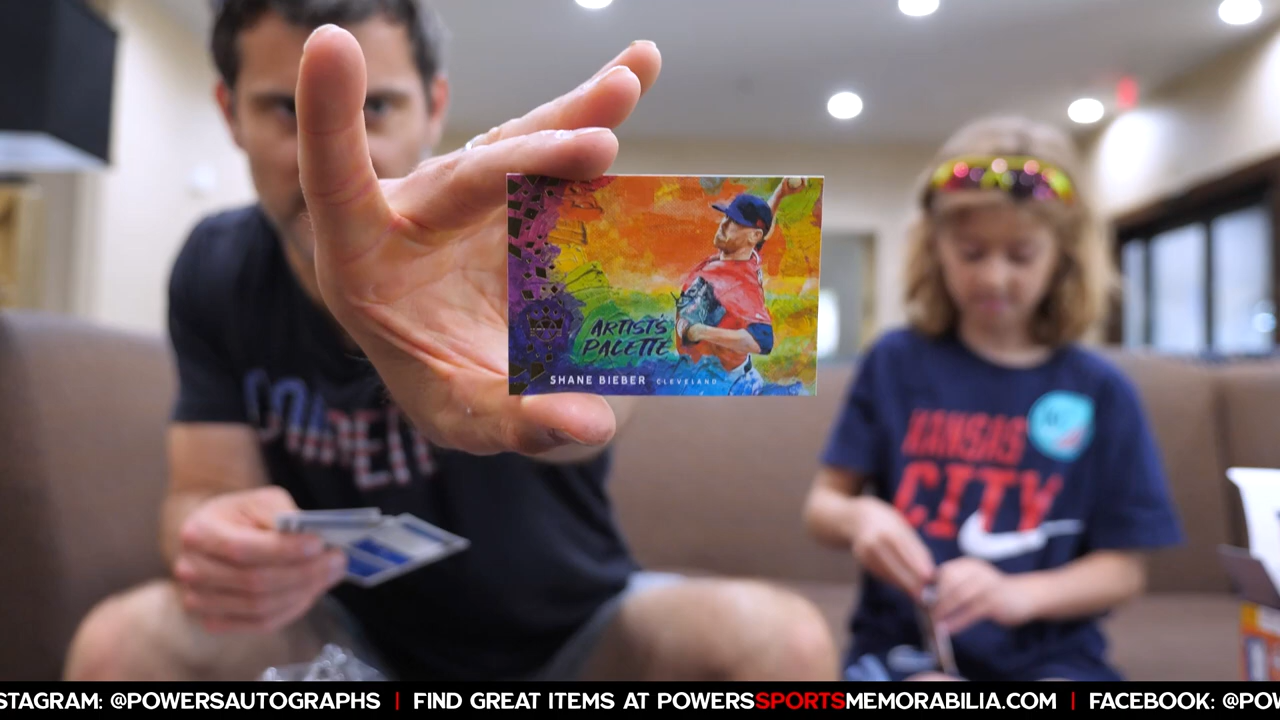 ARTIST'S
PALETTE
SHANE BIEBER CLEVELAND
KANSAS
CITY
STAGRAM: @POWERSAUTOGRAPHS | FIND GREAT ITEMS AT POWERSSPORTSMEMORABILIA.COM | FACEBOOK: @POW